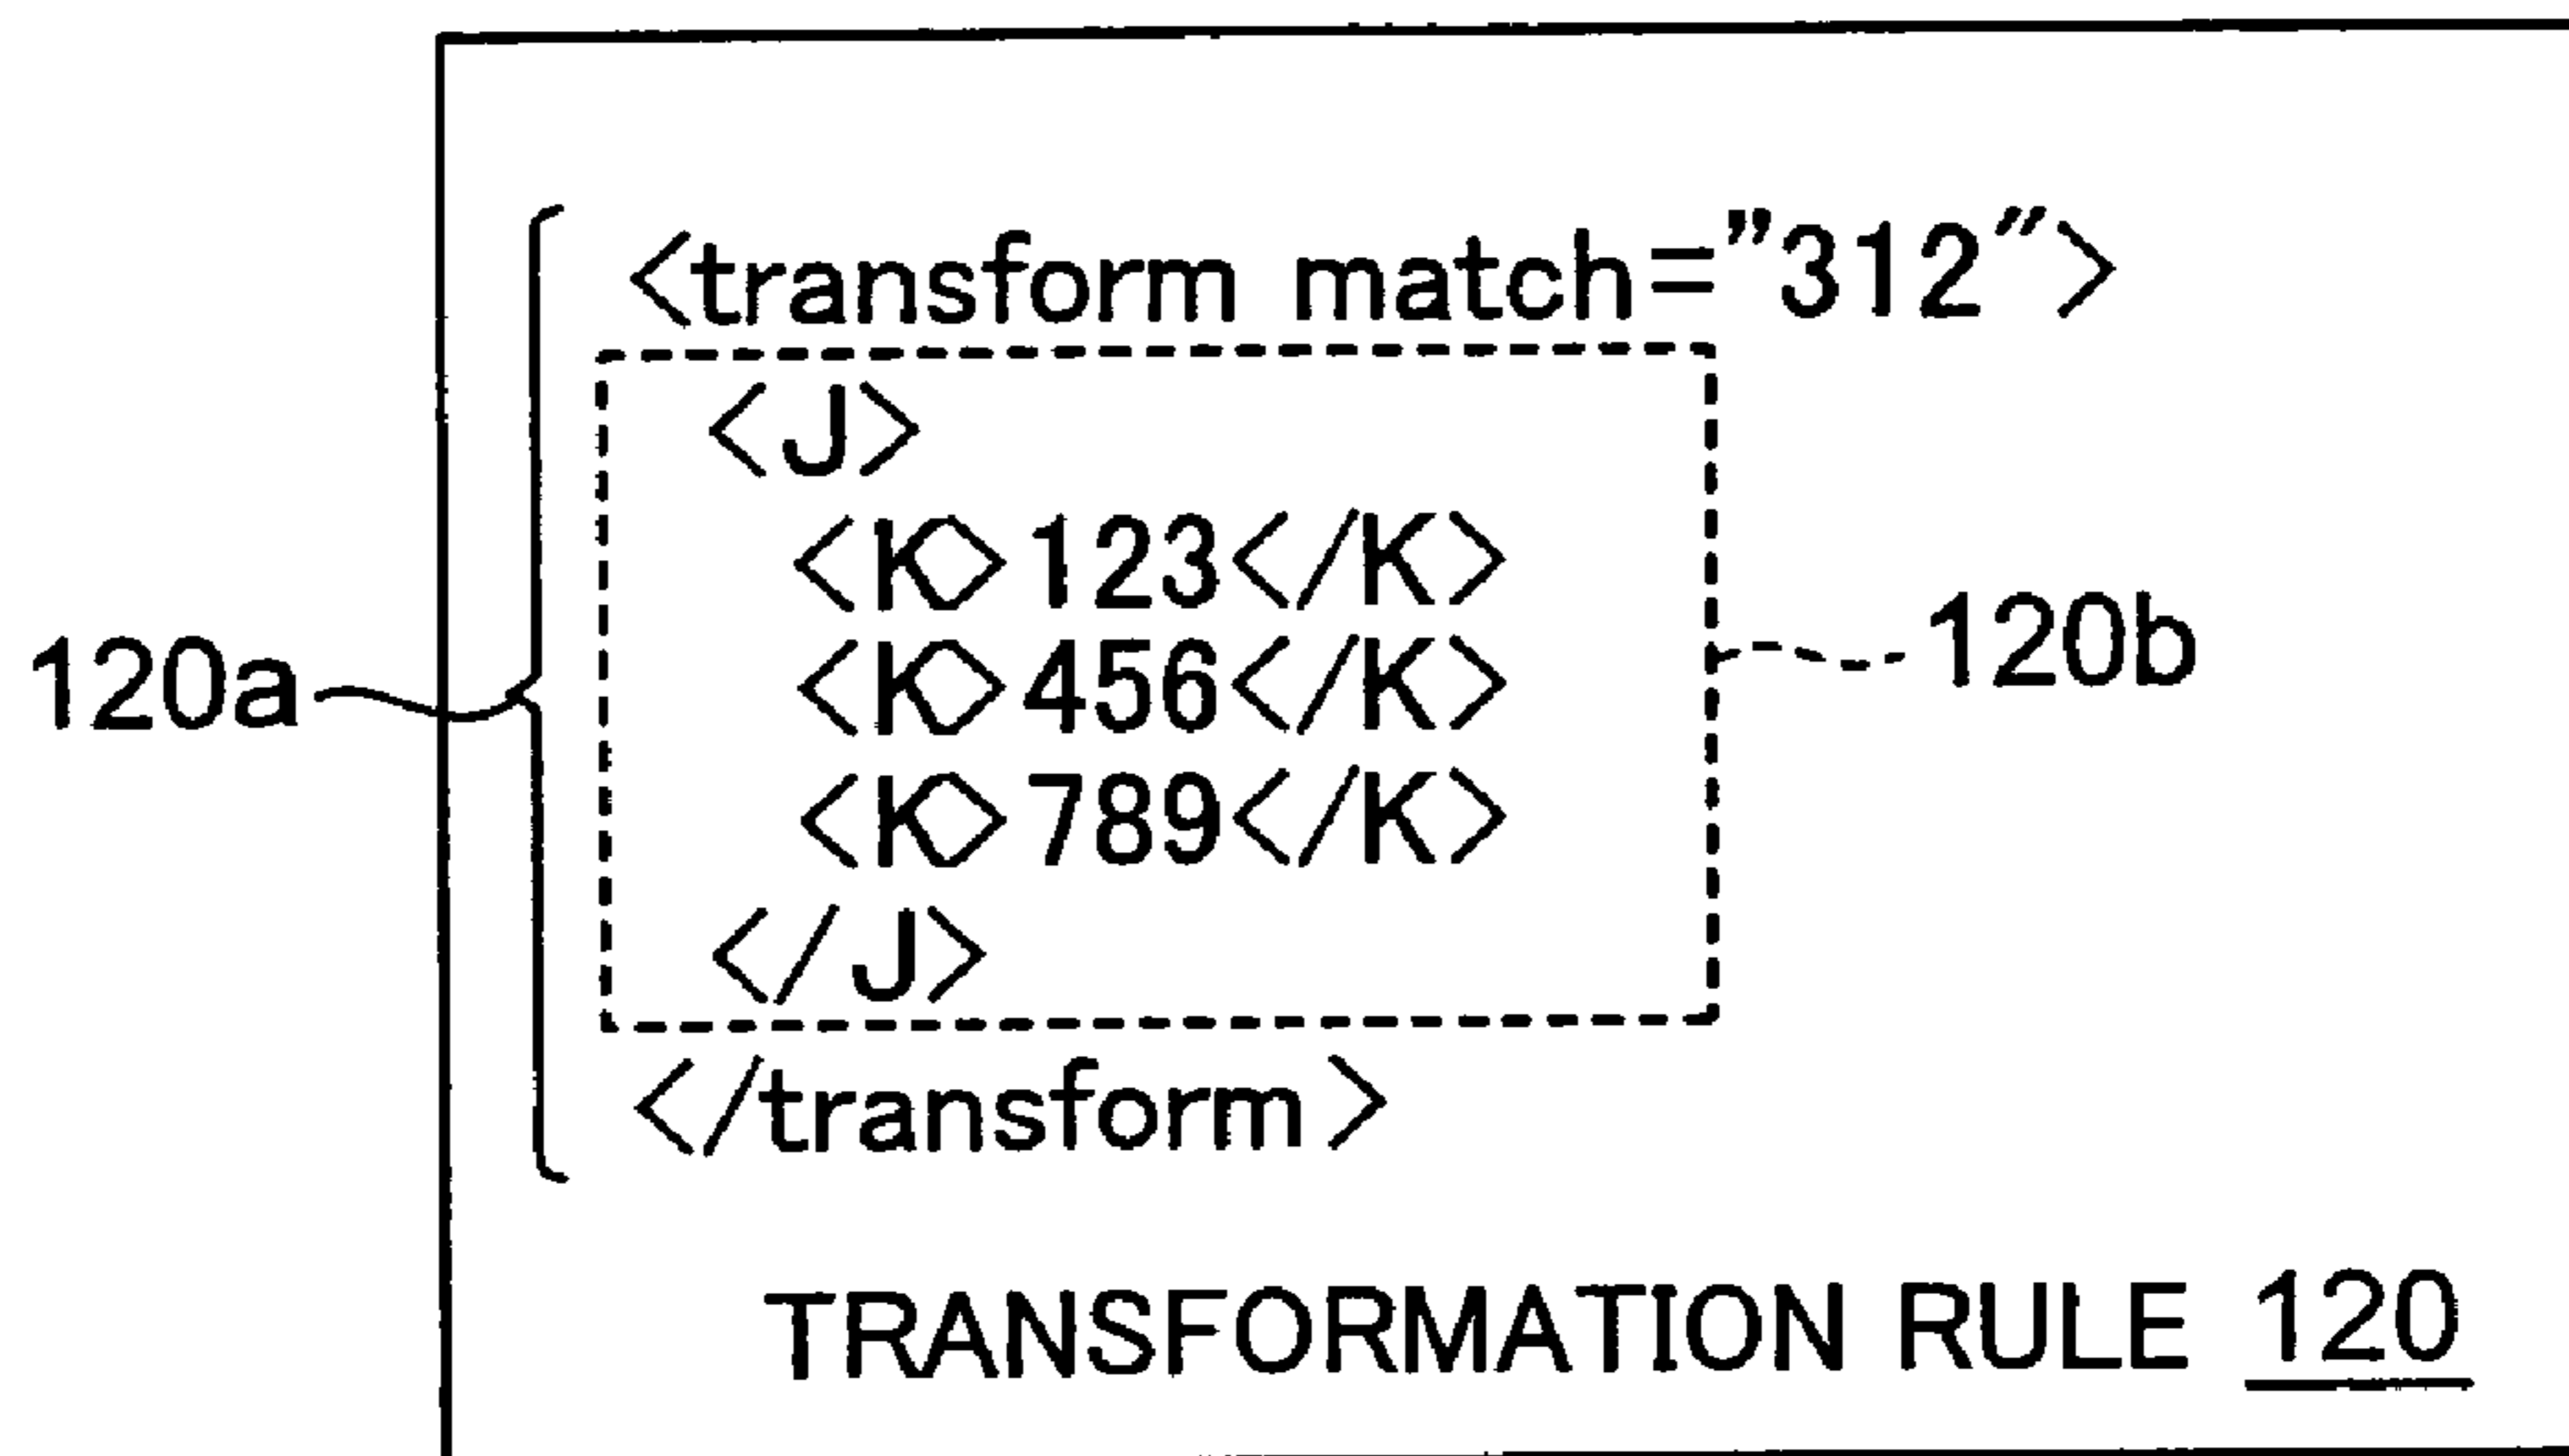 <transform match="312">
<J>
<K>123</K>
120a <K>456</K> 120b
<K>789</K>
</J>
</transform>
TRANSFORMATION RULE 120